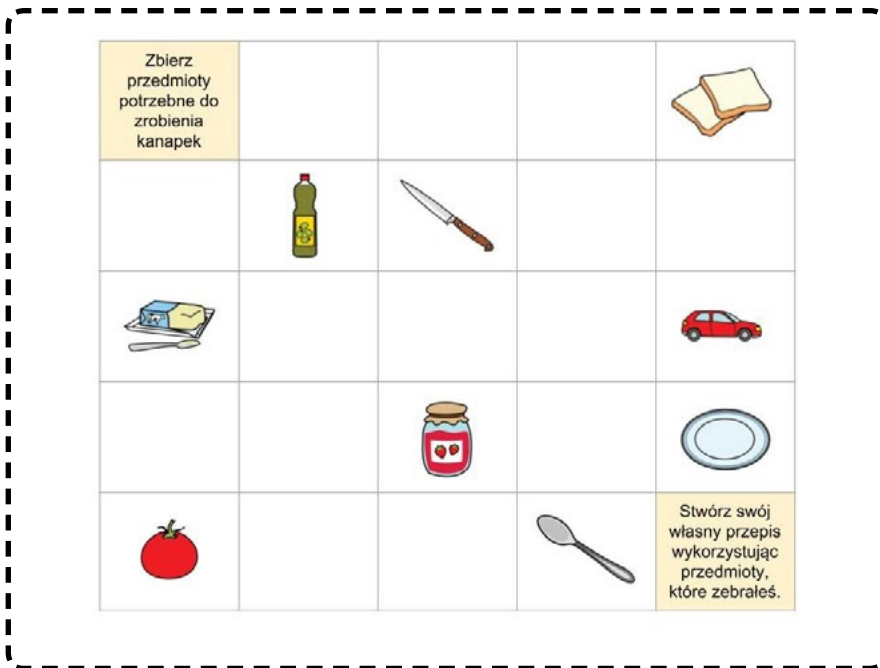 Zbierz
przedmioty
potrzebne do
zrobienia
kanapek
Stwórz swój
własny przepis
wykorzystując
przedmioty,
które zebrałeś.